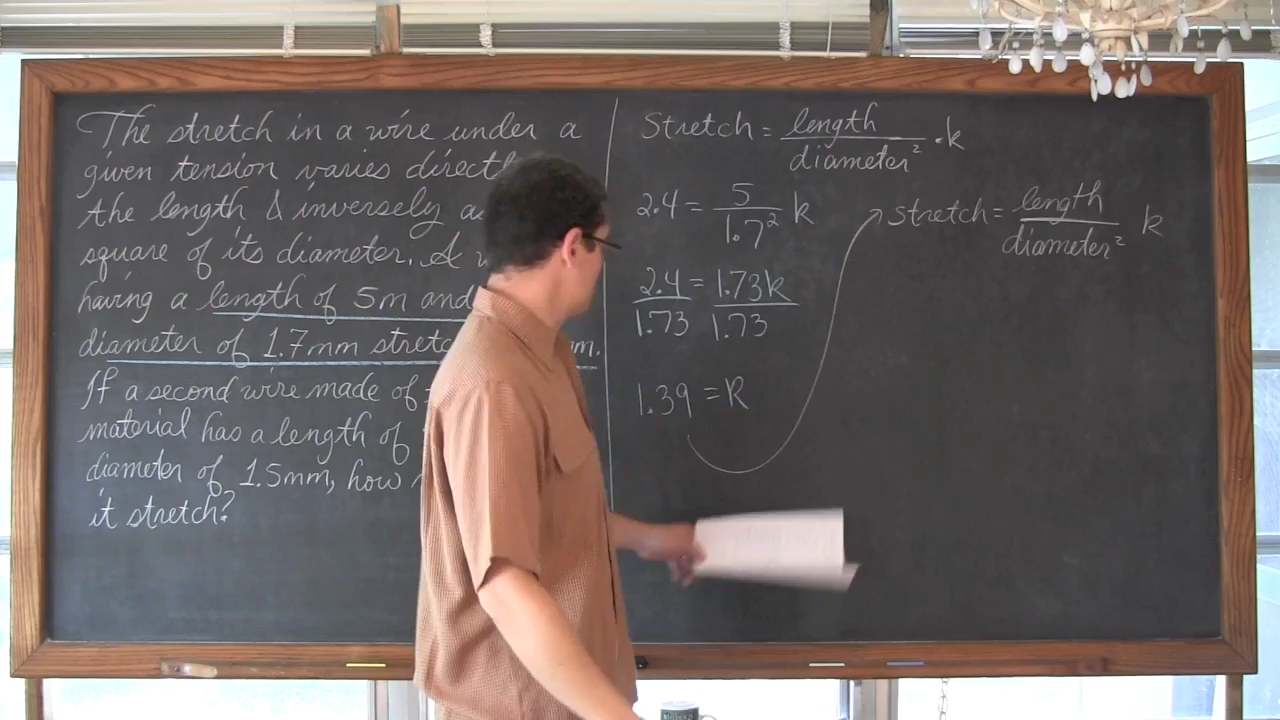 The stretch in a wire under a
given tension varies directl
the length & inversely a
square of its diameter. A
having a length of 5m and
diameter of 1.7mm stretc m.
If a second wire made of
material has a length of
diameter of 1.5mm, how
it stretch?
Stretch = length/diameter² · k
2.4 = 5/1.7² k
2.4/1.73 = 1.73k/1.73
1.39 = k
stretch = length/diameter² k